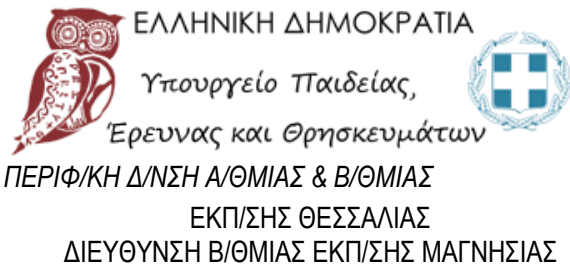 ΕΛΛΗΝΙΚΗ ΔΗΜΟΚΡΑΤΙΑ
Υπουργείο Παιδείας,
Έρευνας και Θρησκευμάτων
ΠΕΡΙΦ/ΚΗ Δ/ΝΣΗ Α/ΘΜΙΑΣ & Β/ΘΜΙΑΣ
ΕΚΠ/ΣΗΣ ΘΕΣΣΑΛΙΑΣ
ΔΙΕΥΘΥΝΣΗ Β/ΘΜΙΑΣ ΕΚΠ/ΣΗΣ ΜΑΓΝΗΣΙΑΣ